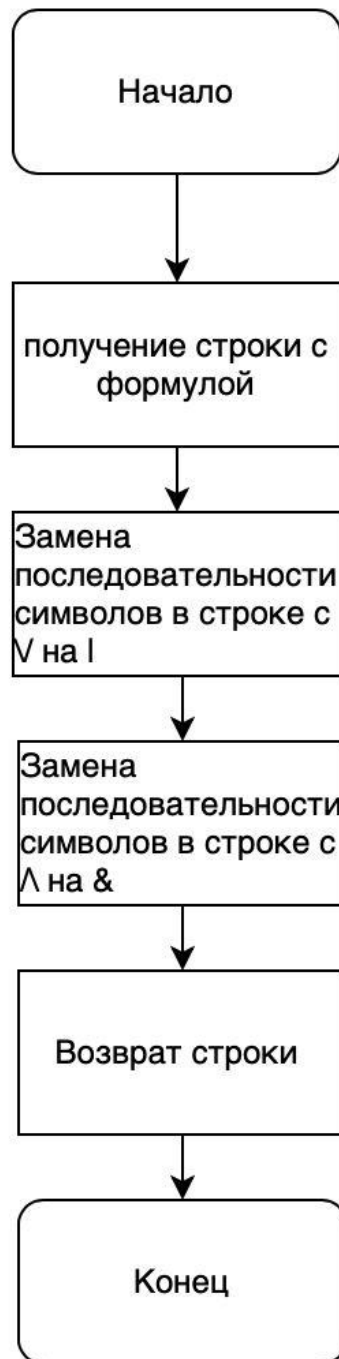 Начало
получение строки с
формулой
Замена
последовательности
символов в строке с
\/ на |
Замена
последовательности
символов в строке с
/\ на &
Возврат строки
Конец